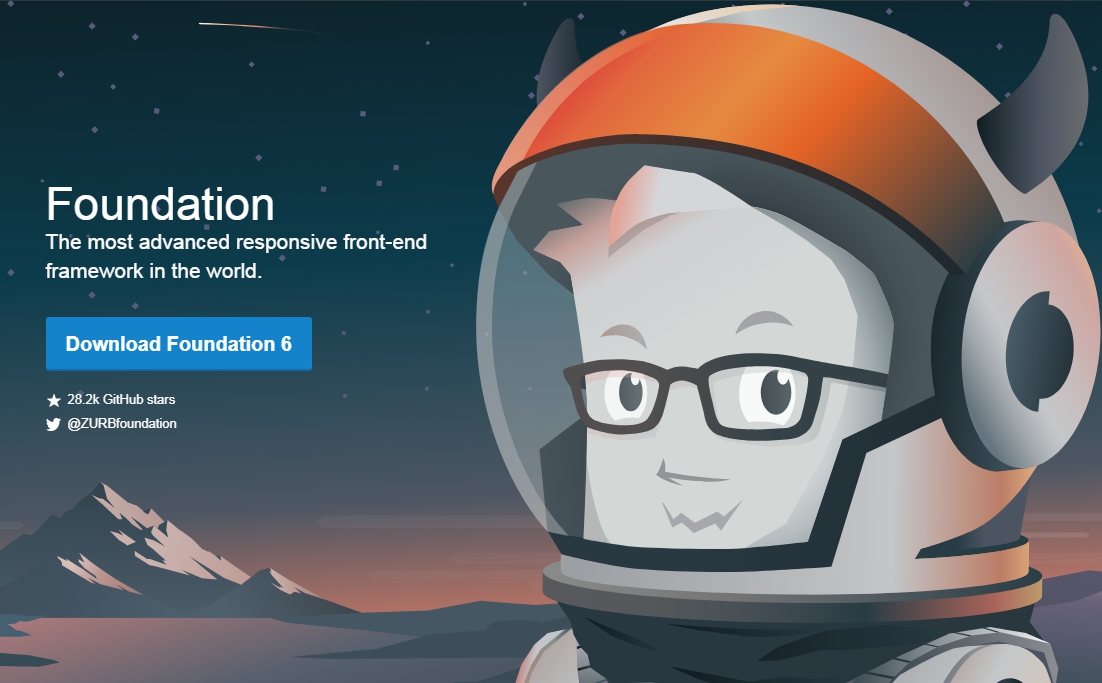 Foundation
The most advanced responsive front-end
framework in the world.
Download Foundation 6
28.2k GitHub stars
@ZURBfoundation